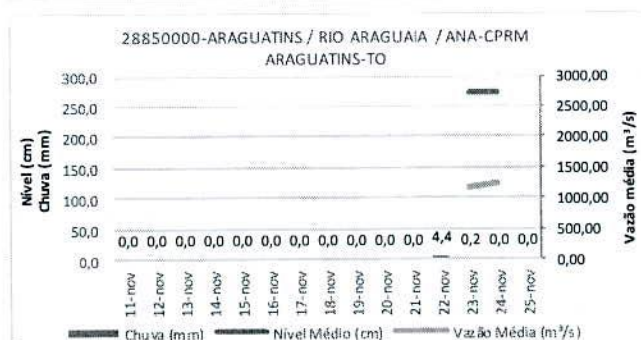 28850000-ARAGUATINS / RIO ARAGUAIA / ANA-CPRM
ARAGUATINS-TO
Nível (cm)
Chuva (mm)
300,0
250,0
200,0
150,0
100,0
50,0
0,0
3000,00
2500,00
2000,00
1500,00
1000,00
500,00
0,00
Vazão média (m³/s)
0,0 0,0 0,0 0,0 0,0 0,0 0,0 0,0 0,0 0,0 0,0 4,4 0,2 0,0 0,0
11-nov
12-nov
13-nov
14-nov
15-nov
16-nov
17-nov
18-nov
19-nov
20-nov
21-nov
22-nov
23-nov
24-nov
25-nov
Chuva (mm) Nível Médio (cm) Vazão Média (m³/s)